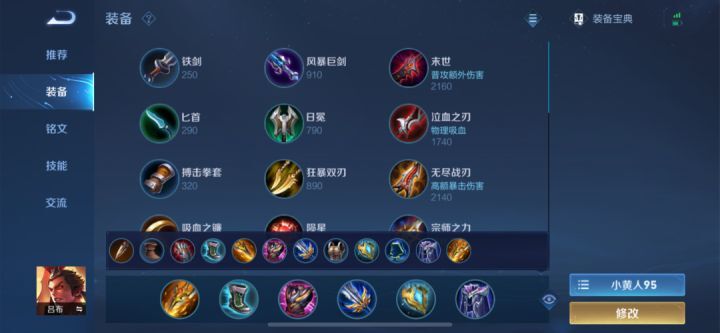 装备
装备宝典
推荐
装备
铭文
技能
交流
铁剑
250
风暴巨剑
910
末世
普攻额外伤害
2160
匕首
290
日冕
790
泣血之刃
物理吸血
1740
搏击拳套
320
狂暴双刃
890
无尽战刃
高额暴击伤害
2140
吸血之镰
陨星
宗师之力
吕布
小黄人95
修改